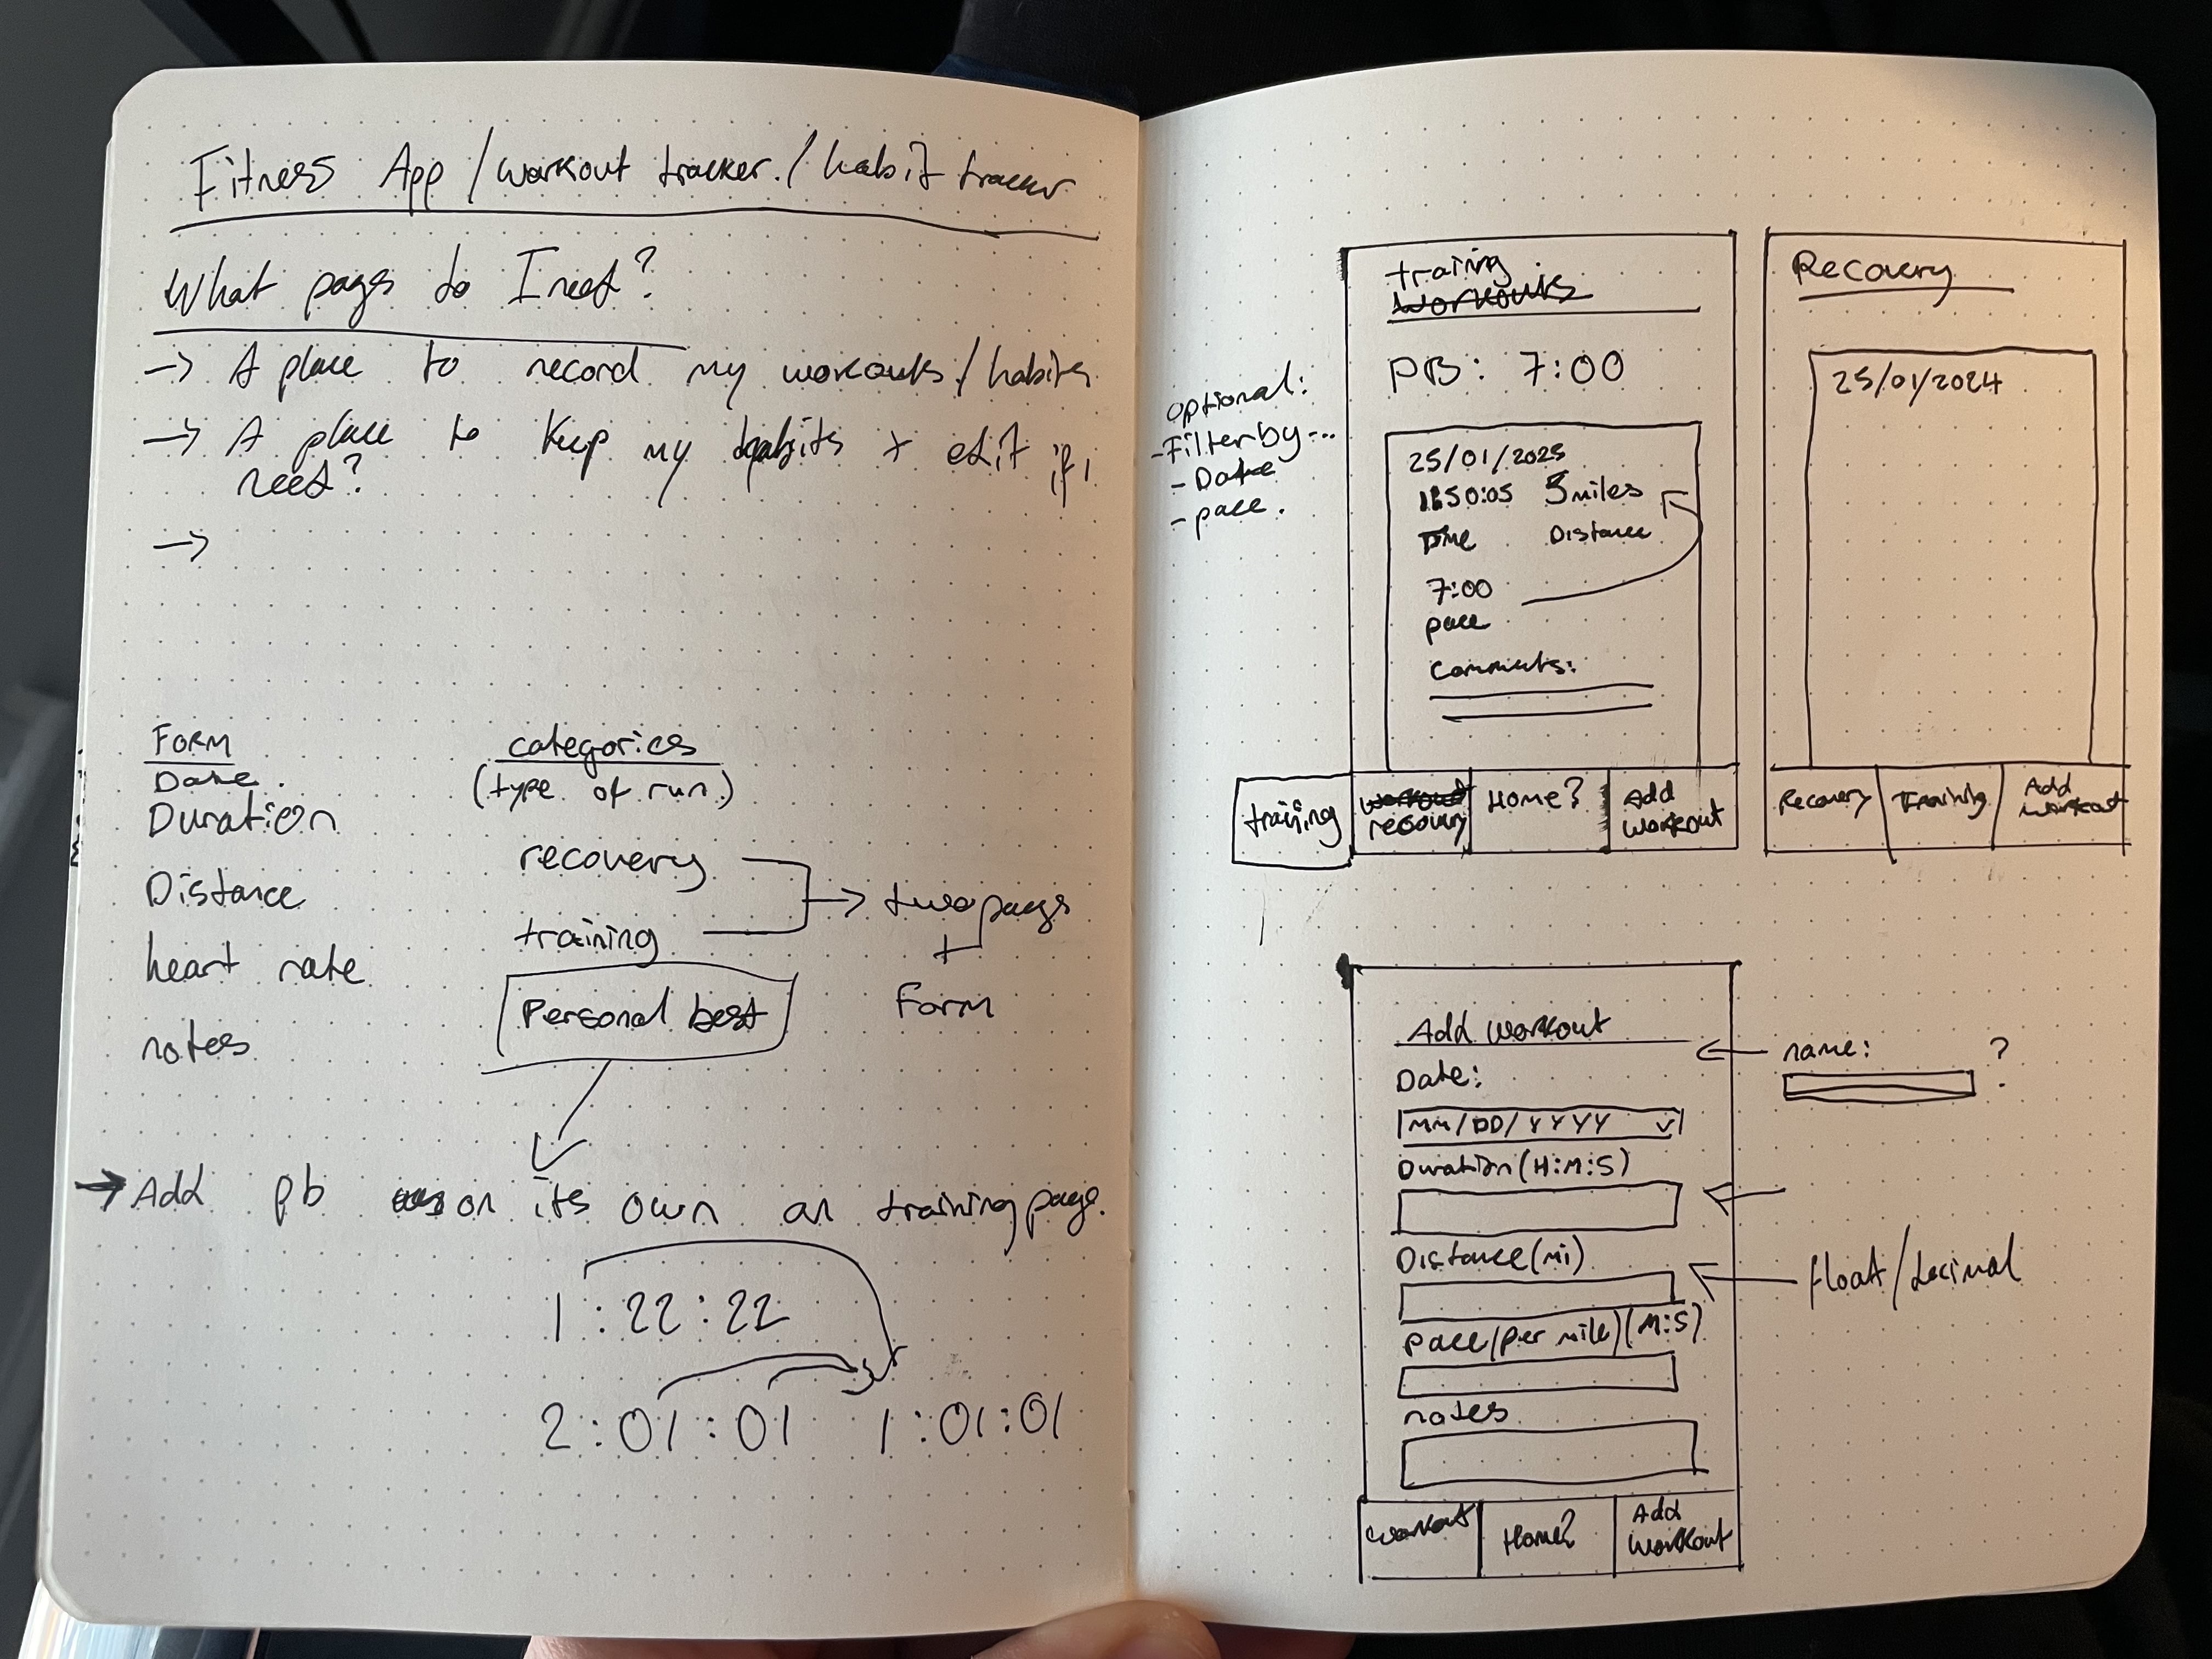 Fitness App / workout tracker. / habit tracker
What pages do I need?
-> A place to record my workouts / habits
-> A place to keep my habits + edit if i
need?
->
FORM
Date.
Duration
Distance
heart rate
notes
categories
(type of run)
recovery
training
Personal best
-> two pages
+
Form
-> Add pb on its own on training page.
1:22:22
2:01:01 1:01:01
optional:
- Filter by ...
- Date
- pace.
traing
workouts
PB: 7:00
25/01/2025
50:05 5miles
Time Distance
7:00
pace
Comments:
training
workout
recovery
Home?
Add
workout
Recovery
25/01/2024
Recovery
Training
Add
workout
Add workout
Date:
MM/DD/YYYY
Duration (H:M:S)
Distance (mi)
pace (per mile) (M:S)
notes
workout
Home?
Add
workout
name: ?
float/decimal